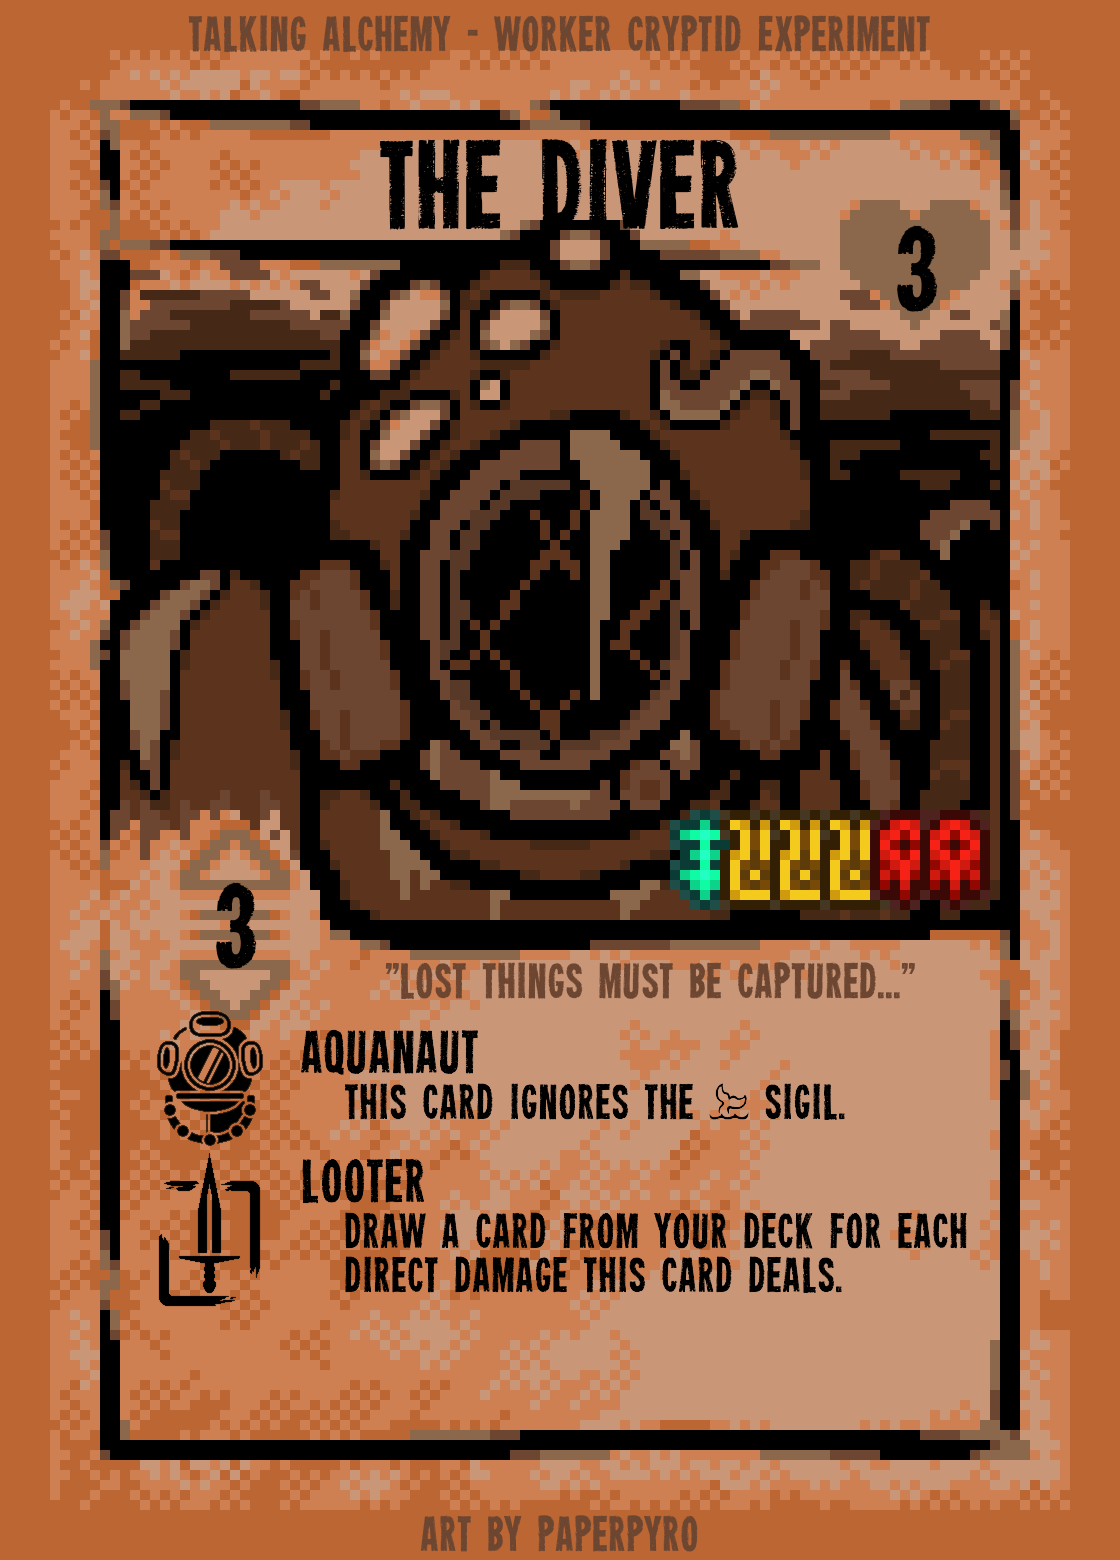 TALKING ALCHEMY - WORKER CRYPTID EXPERIMENT
THE DIVER
3
3
"LOST THINGS MUST BE CAPTURED..."
AQUANAUT
THIS CARD IGNORES THE SIGIL.
LOOTER
DRAW A CARD FROM YOUR DECK FOR EACH
DIRECT DAMAGE THIS CARD DEALS.
ART BY PAPERPYRO